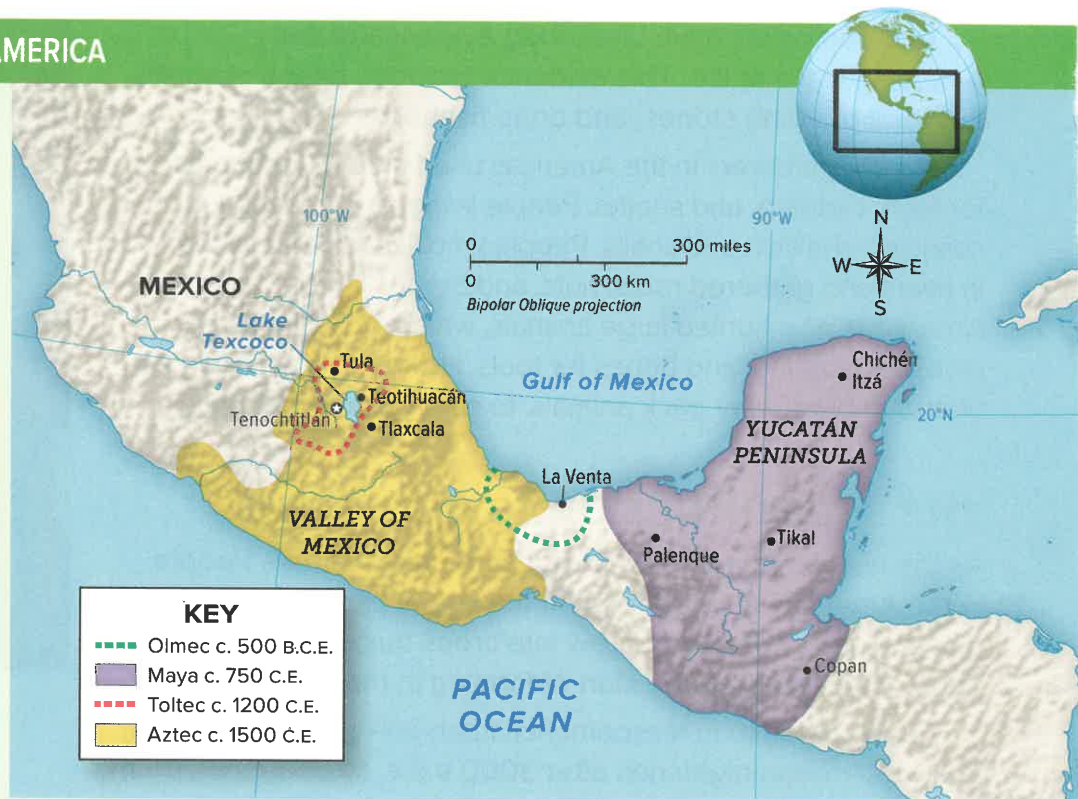 AMERICA
N
W
E
S
100°W
90°W
0
300 miles
0
300 km
Bipolar Oblique projection
MEXICO
Lake
Texcoco
Tula
Teotihuacán
Tenochtitlán
Tlaxcala
Gulf of Mexico
Chichén
Itzá
20°N
YUCATÁN
PENINSULA
La Venta
VALLEY OF
MEXICO
Palenque
Tikal
Copan
PACIFIC
OCEAN
KEY
Olmec c. 500 B.C.E.
Maya c. 750 C.E.
Toltec c. 1200 C.E.
Aztec c. 1500 C.E.